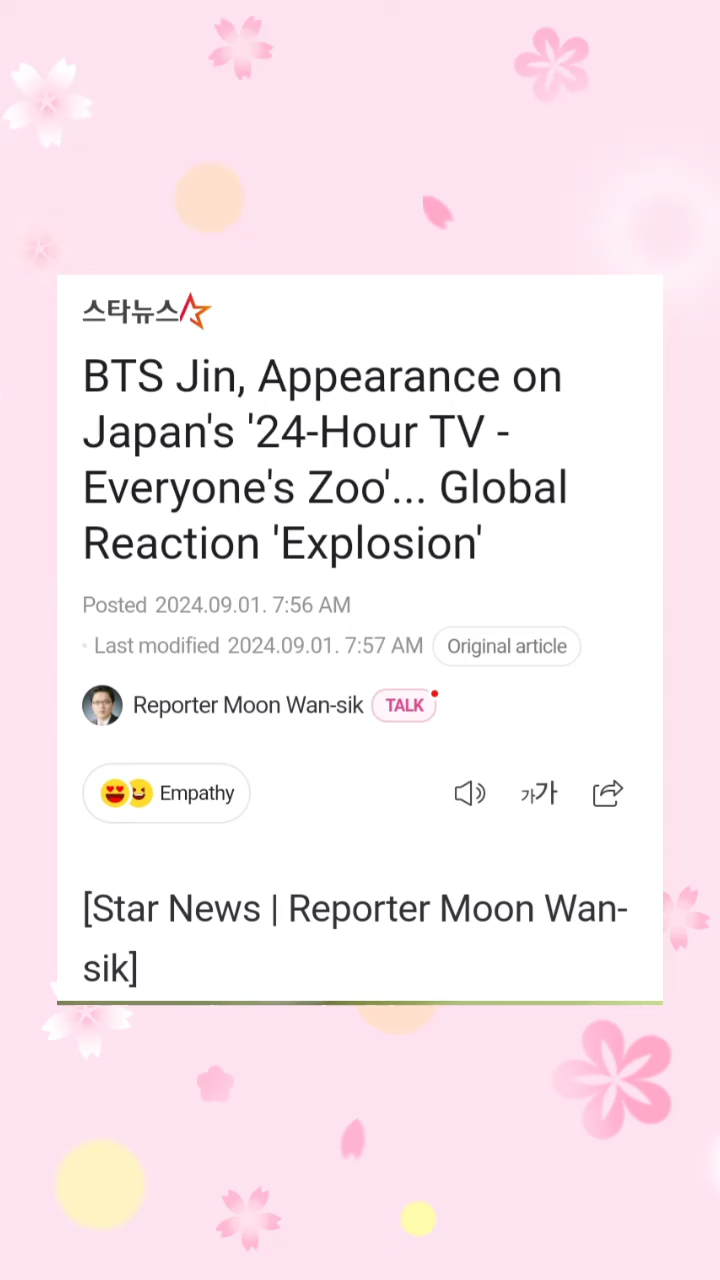 스타뉴스
BTS Jin, Appearance on
Japan's '24-Hour TV -
Everyone's Zoo'... Global
Reaction 'Explosion'
Posted 2024.09.01. 7:56 AM
Last modified 2024.09.01. 7:57 AM Original article
Reporter Moon Wan-sik TALK
Empathy 가가
[Star News | Reporter Moon Wan-
sik]